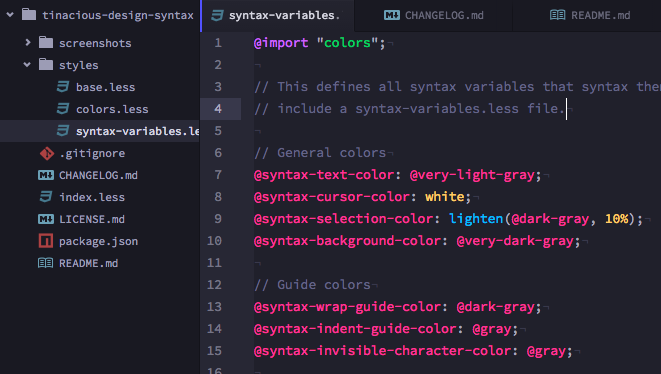 tinacious-design-syntax
screenshots
styles
base.less
colors.less
syntax-variables.le
.gitignore
CHANGELOG.md
index.less
LICENSE.md
package.json
README.md
syntax-variables.
CHANGELOG.md
README.md
1 @import "colors";
2
3 // This defines all syntax variables that syntax the
4 // include a syntax-variables.less file.
5
6 // General colors
7 @syntax-text-color: @very-light-gray;
8 @syntax-cursor-color: white;
9 @syntax-selection-color: lighten(@dark-gray, 10%);
10 @syntax-background-color: @very-dark-gray;
11
12 // Guide colors
13 @syntax-wrap-guide-color: @dark-gray;
14 @syntax-indent-guide-color: @gray;
15 @syntax-invisible-character-color: @gray;
16